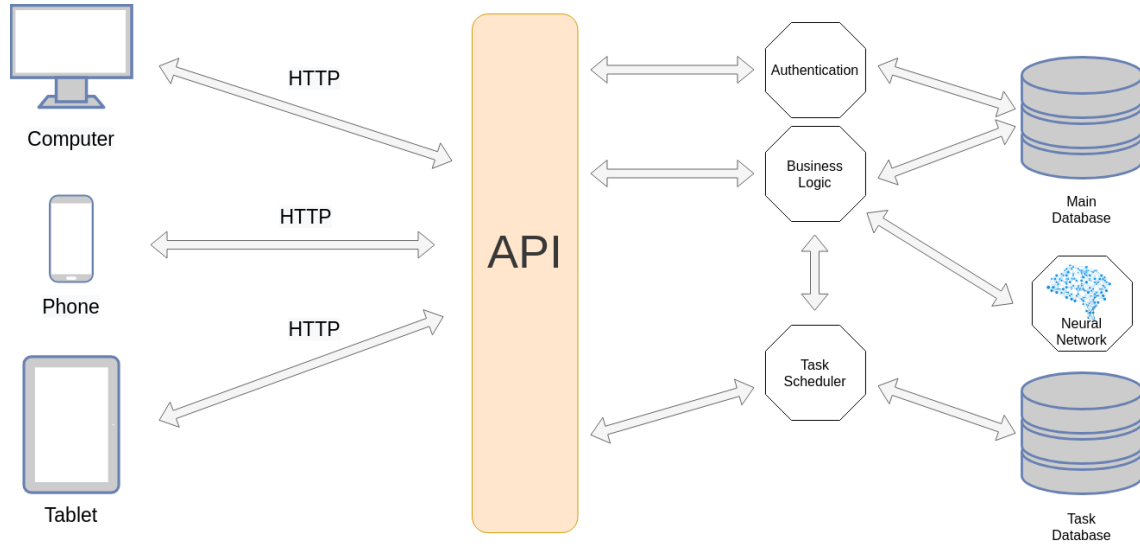 HTTP
Computer
HTTP
Phone
HTTP
Tablet
API
Authentication
Business
Logic
Task
Scheduler
Main
Database
Neural
Network
Task
Database